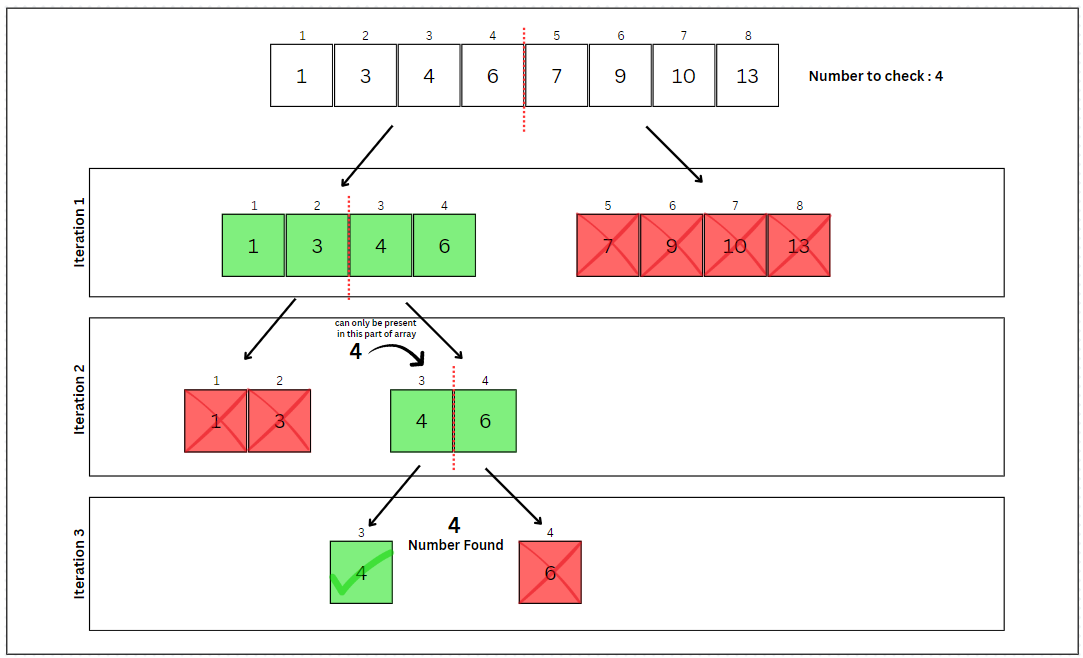 1 2 3 4 5 6 7 8
1 3 4 6 7 9 10 13
Number to check : 4
Iteration 1
1 2 3 4
1 3 4 6
5 6 7 8
7 9 10 13
Iteration 2
can only be present
in this part of array
4
1 2
1 3
3 4
4 6
Iteration 3
3
4
4
Number Found
4
6